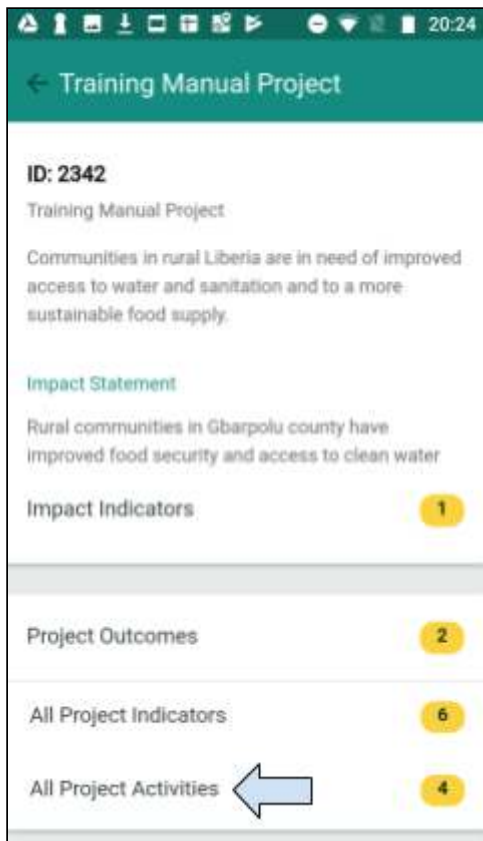 20:24
Training Manual Project
ID: 2342
Training Manual Project
Communities in rural Liberia are in need of improved
access to water and sanitation and to a more
sustainable food supply.
Impact Statement
Rural communities in Gbarpolu county have
improved food security and access to clean water
Impact Indicators 1
Project Outcomes 2
All Project Indicators 6
All Project Activities 4